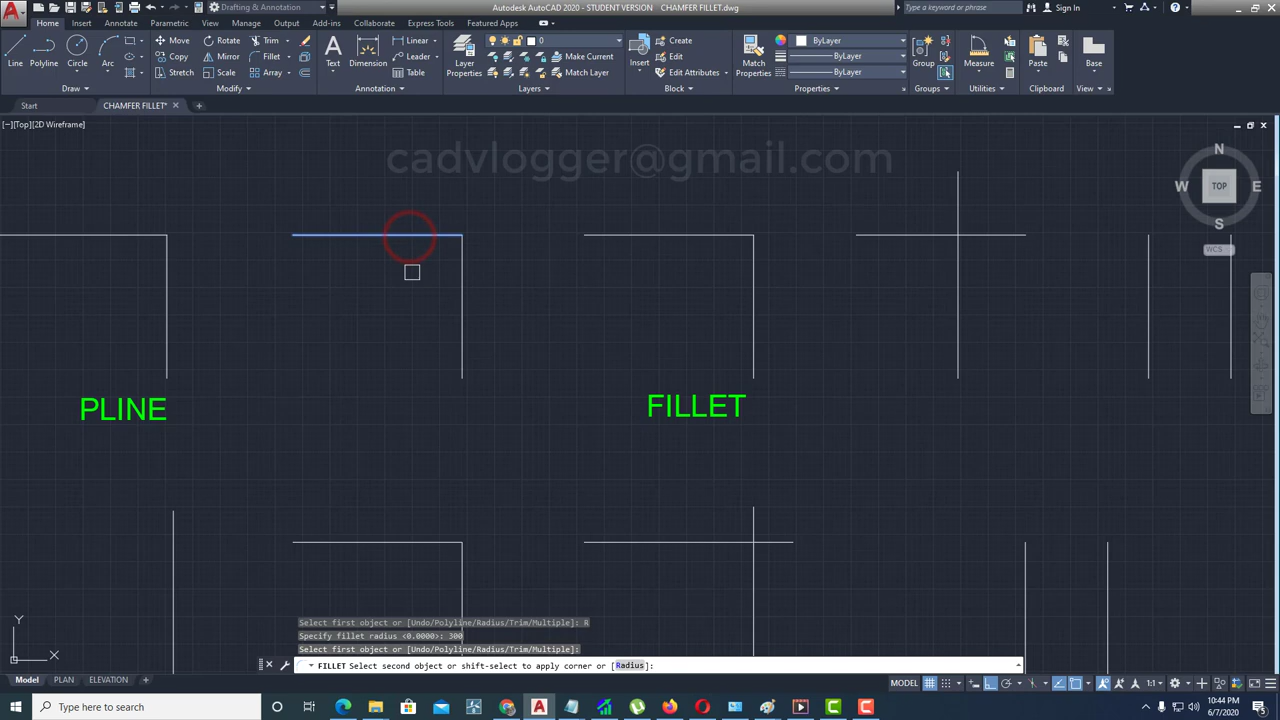 Drafting & Annotation
Autodesk AutoCAD 2020 - STUDENT VERSION CHAMFER FILLET.dwg
Type a keyword or phrase
Sign In
Home Insert Annotate Parametric View Manage Output Add-ins Collaborate Express Tools Featured Apps
Line Polyline Circle Arc
Move Rotate Trim
Copy Mirror Fillet
Stretch Scale Array
Text Dimension
Linear
Leader
Table
Layer Properties
0
Make Current
Match Layer
Insert
Create
Edit
Edit Attributes
Match Properties
ByLayer
ByLayer
ByLayer
Group Measure Paste Base
Draw Modify Annotation Layers Block Properties Groups Utilities Clipboard View
Start CHAMFER FILLET*
[−][Top][2D Wireframe]
cadvlogger@gmail.com
N
W TOP E
S
WCS
PLINE
FILLET
Y
X
Select first object or [Undo/Polyline/Radius/Trim/Multiple]: R
Specify fillet radius <0.0000>: 300
Select first object or [Undo/Polyline/Radius/Trim/Multiple]:
FILLET Select second object or shift-select to apply corner or [Radius]:
Model PLAN ELEVATION
MODEL
1:1
Type here to search
10:44 PM
6/7/2020